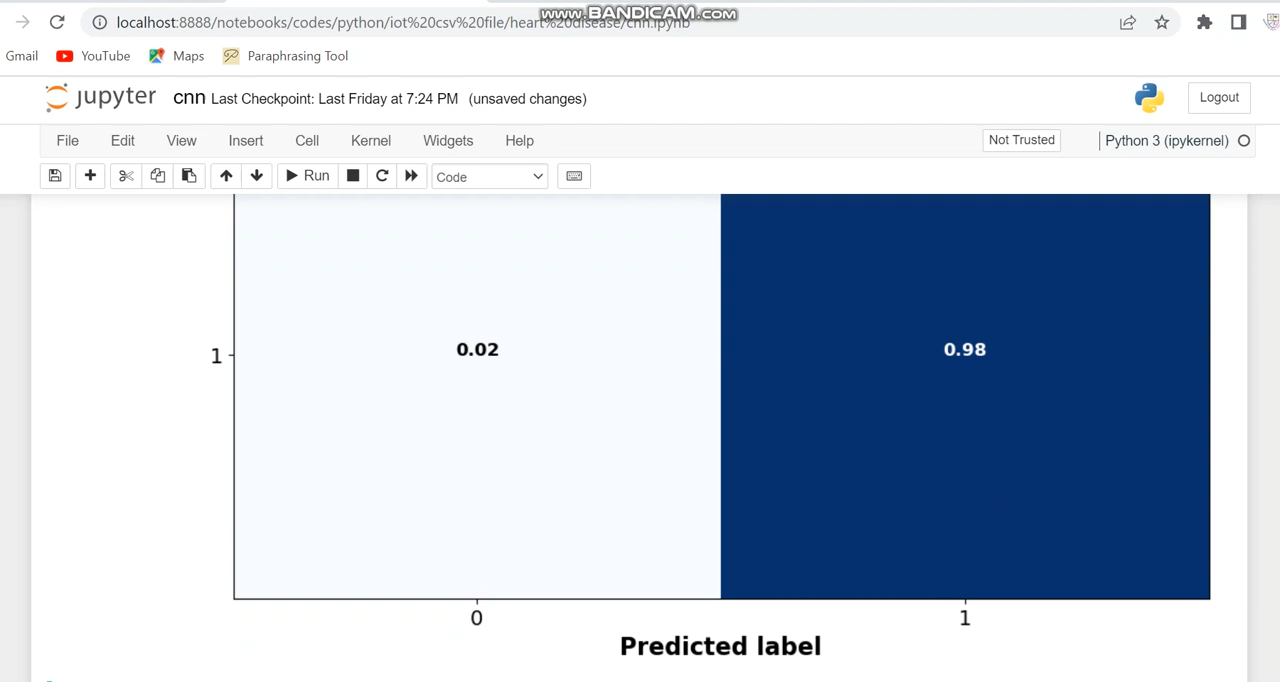 www.BANDICAM.com
localhost:8888/notebooks/codes/python/iot%20csv%20file/heart%20disease/cnn.ipynb
Gmail YouTube Maps Paraphrasing Tool
jupyter cnn Last Checkpoint: Last Friday at 7:24 PM (unsaved changes) Logout
File Edit View Insert Cell Kernel Widgets Help Not Trusted Python 3 (ipykernel)
Run Code
0.02 0.98
1
0 1
Predicted label